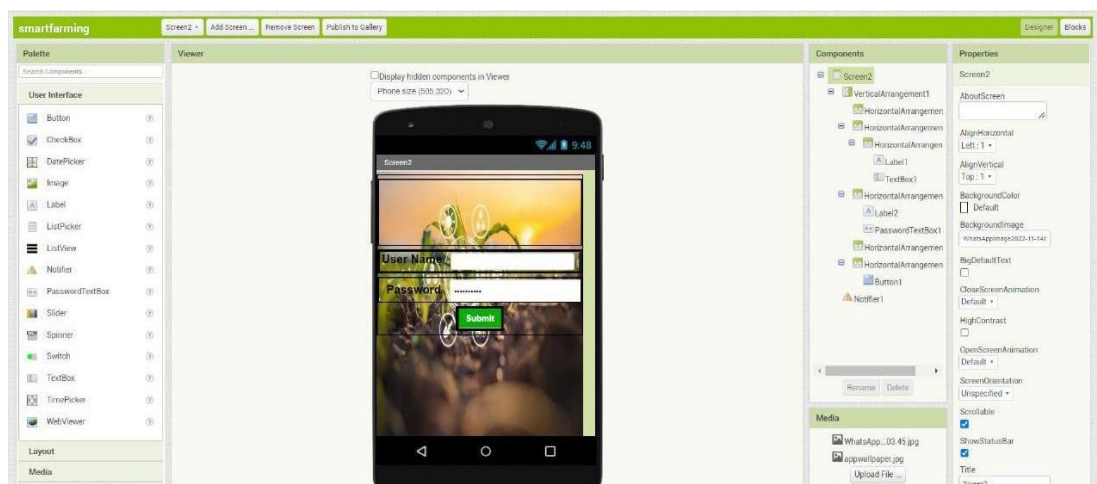 smartfarming
Screen2
Add Screen ...
Remove Screen
Publish to Gallery
Designer
Blocks
Palette
Search Components
User Interface
Button
CheckBox
DatePicker
Image
Label
ListPicker
ListView
Notifier
PasswordTextBox
Slider
Spinner
Switch
TextBox
TimePicker
WebViewer
Layout
Media
Viewer
Display hidden components in Viewer
Phone size (505,320)
9:48
Screen2
User Name
Password
Submit
Components
Screen2
VerticalArrangement1
HorizontalArrangemen
HorizontalArrangemen
HorizontalArrangen
Label1
TextBox1
HorizontalArrangemen
Label2
PasswordTextBox1
HorizontalArrangemen
HorizontalArrangemen
Button1
Notifier1
Rename
Delete
Media
WhatsApp...03.45.jpg
appwallpaper.jpg
Upload File ...
Properties
Screen2
AboutScreen
AlignHorizontal
Left : 1
AlignVertical
Top : 1
BackgroundColor
Default
BackgroundImage
WhatsAppImage2022-11-14z
BigDefaultText
CloseScreenAnimation
Default
HighContrast
OpenScreenAnimation
Default
ScreenOrientation
Unspecified
Scrollable
ShowStatusBar
Title
Screen2